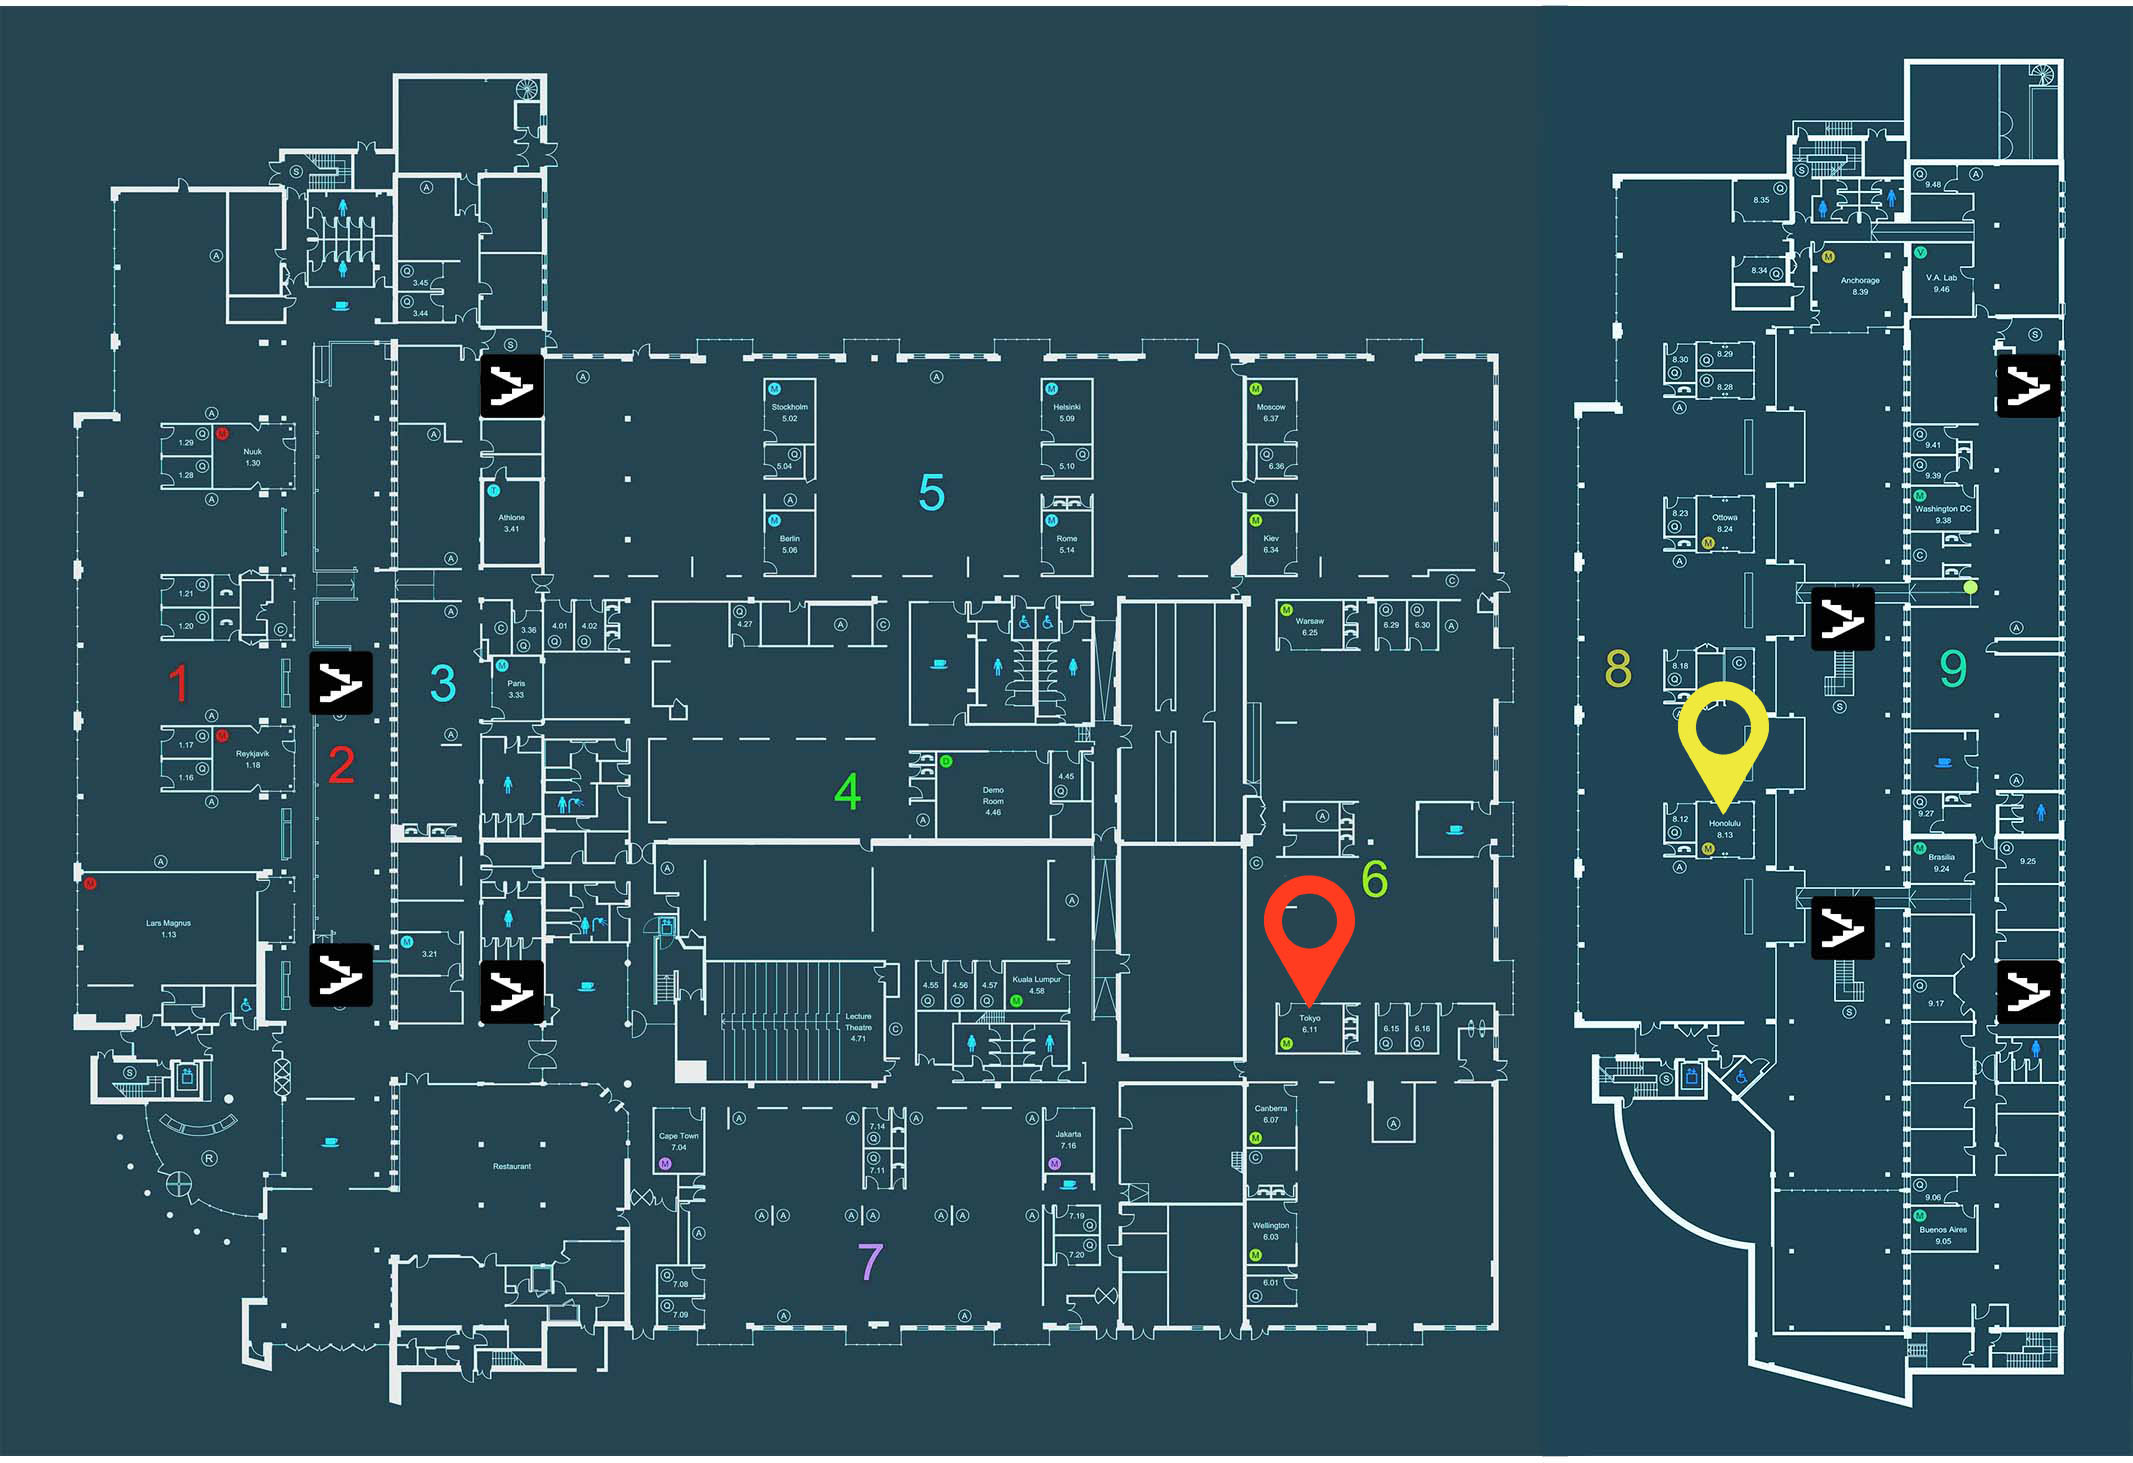 1
2
3
4
5
6
7
8
9
S
A
A
Q
3.45
Q
3.44
A
S
A
A
M
Stockholm
5.02
M
Helsinki
5.09
M
Moscow
6.37
Q
5.04
Q
5.10
Q
6.36
A
A
M
Berlin
5.06
M
Rome
5.14
M
Kiev
6.34
A
1.29
Q
M
Nuuk
1.30
1.28
Q
A
A
T
Athlone
3.41
A
1.21
Q
1.20
Q
C
A
C
3.36
Q
4.01
Q
4.02
Q
M
Paris
3.33
Q
4.27
A
C
C
M
Warsaw
6.25
Q
6.29
Q
6.30
A
A
1.17
Q
M
Reykjavik
1.18
1.16
Q
A
A
A
M
Lars Magnus
1.13
M
3.21
D
Demo
Room
4.46
4.45
Q
A
A
C
A
A
4.55
Q
4.56
Q
4.57
Q
Kuala Lumpur
4.58
M
Lecture
Theatre
4.71
C
Tokyo
6.11
M
6.15
Q
6.16
Q
S
R
Restaurant
Cape Town
7.04
M
A
A
7.14
Q
7.11
Q
A
A
Jakarta
7.16
M
Canberra
6.07
M
C
A
A
A
A
A
A
A
A
A
A
7.19
Q
7.20
Q
Wellington
6.03
M
6.01
Q
Q
7.08
Q
7.09
A
A
S
Q
8.35
Q
9.48
A
8.34
Q
M
Anchorage
8.39
V
V.A. Lab
9.46
S
8.30
Q
8.29
Q
8.28
Q
A
Q
9.41
Q
9.39
8.23
Q
Ottowa
8.24
M
A
M
Washington DC
9.38
C
A
8.18
Q
C
S
A
8.12
Q
Honolulu
8.13
M
A
Q
9.27
M
Brasilia
9.24
Q
9.25
Q
9.17
S
S
Q
9.06
M
Buenos Aires
9.05